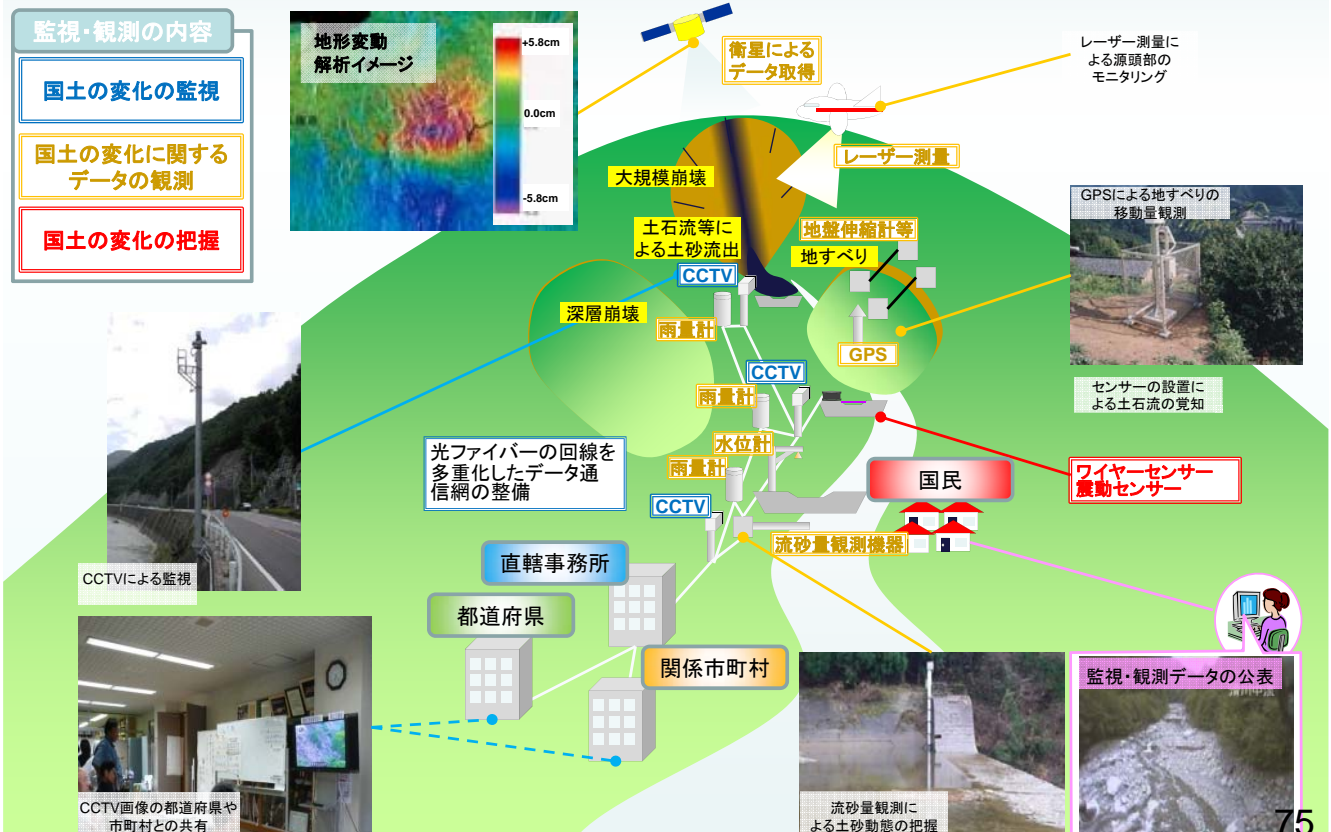 監視・観測の内容
国土の変化の監視
国土の変化に関する
データの観測
国土の変化の把握
地形変動
解析イメージ
+5.8cm
0.0cm
-5.8cm
衛星による
データ取得
レーザー測量に
よる源頭部の
モニタリング
レーザー測量
大規模崩壊
土石流等に
よる土砂流出
地盤伸縮計等
地すべり
GPSによる地すべりの
移動量観測
CCTV
深層崩壊
雨量計
GPS
CCTV
雨量計
センサーの設置に
よる土石流の覚知
光ファイバーの回線を
多重化したデータ通
信網の整備
水位計
雨量計
国民
ワイヤーセンサー
震動センサー
CCTV
流砂量観測機器
CCTVによる監視
直轄事務所
都道府県
関係市町村
CCTV画像の都道府県や
市町村との共有
流砂量観測に
よる土砂動態の把握
監視・観測データの公表
75